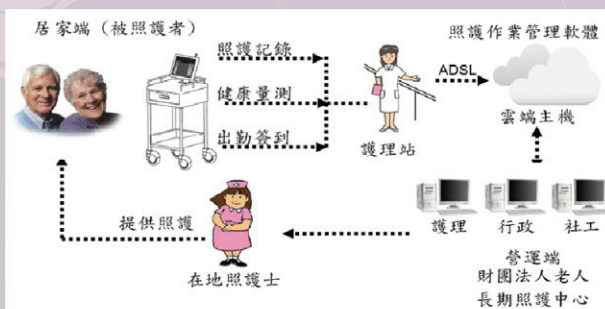 居家端（被照護者）
照護記錄
健康量測
出勤簽到
護理站
ADSL
照護作業管理軟體
雲端主機
護理 行政 社工
營運端
財團法人老人
長期照護中心
在地照護士
提供照護